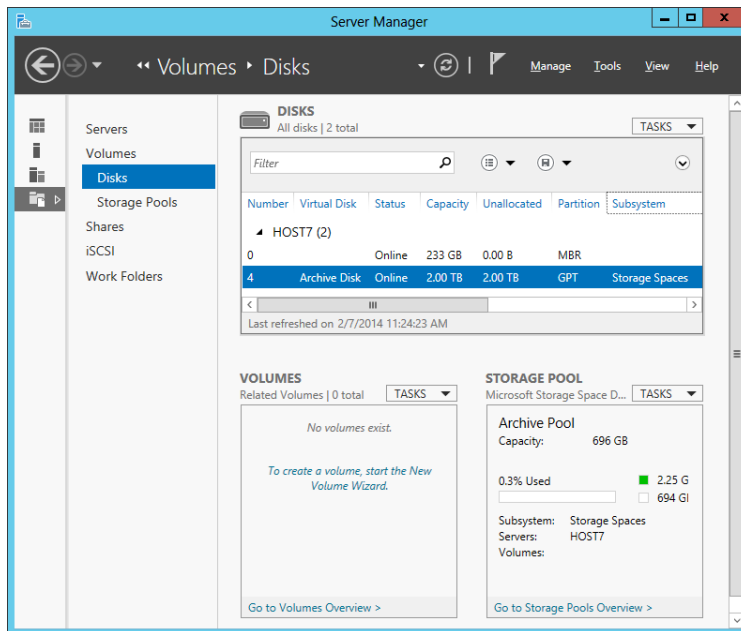 Server Manager
Volumes Disks
Manage Tools View Help
Servers
Volumes
Disks
Storage Pools
Shares
iSCSI
Work Folders
DISKS
All disks | 2 total
TASKS
Filter
Number Virtual Disk Status Capacity Unallocated Partition Subsystem
HOST7 (2)
0 Online 233 GB 0.00 B MBR
4 Archive Disk Online 2.00 TB 2.00 TB GPT Storage Spaces
Last refreshed on 2/7/2014 11:24:23 AM
VOLUMES
Related Volumes | 0 total
TASKS
No volumes exist.
To create a volume, start the New
Volume Wizard.
Go to Volumes Overview >
STORAGE POOL
Microsoft Storage Space D...
TASKS
Archive Pool
Capacity: 696 GB
0.3% Used
2.25 G
694 GI
Subsystem: Storage Spaces
Servers: HOST7
Volumes:
Go to Storage Pools Overview >